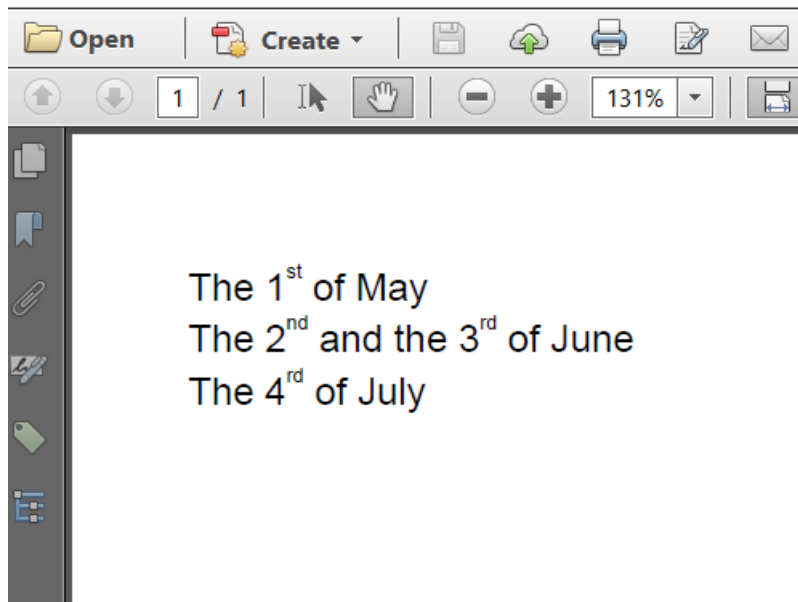 Open Create
1 / 1 131%
The 1st of May
The 2nd and the 3rd of June
The 4rd of July